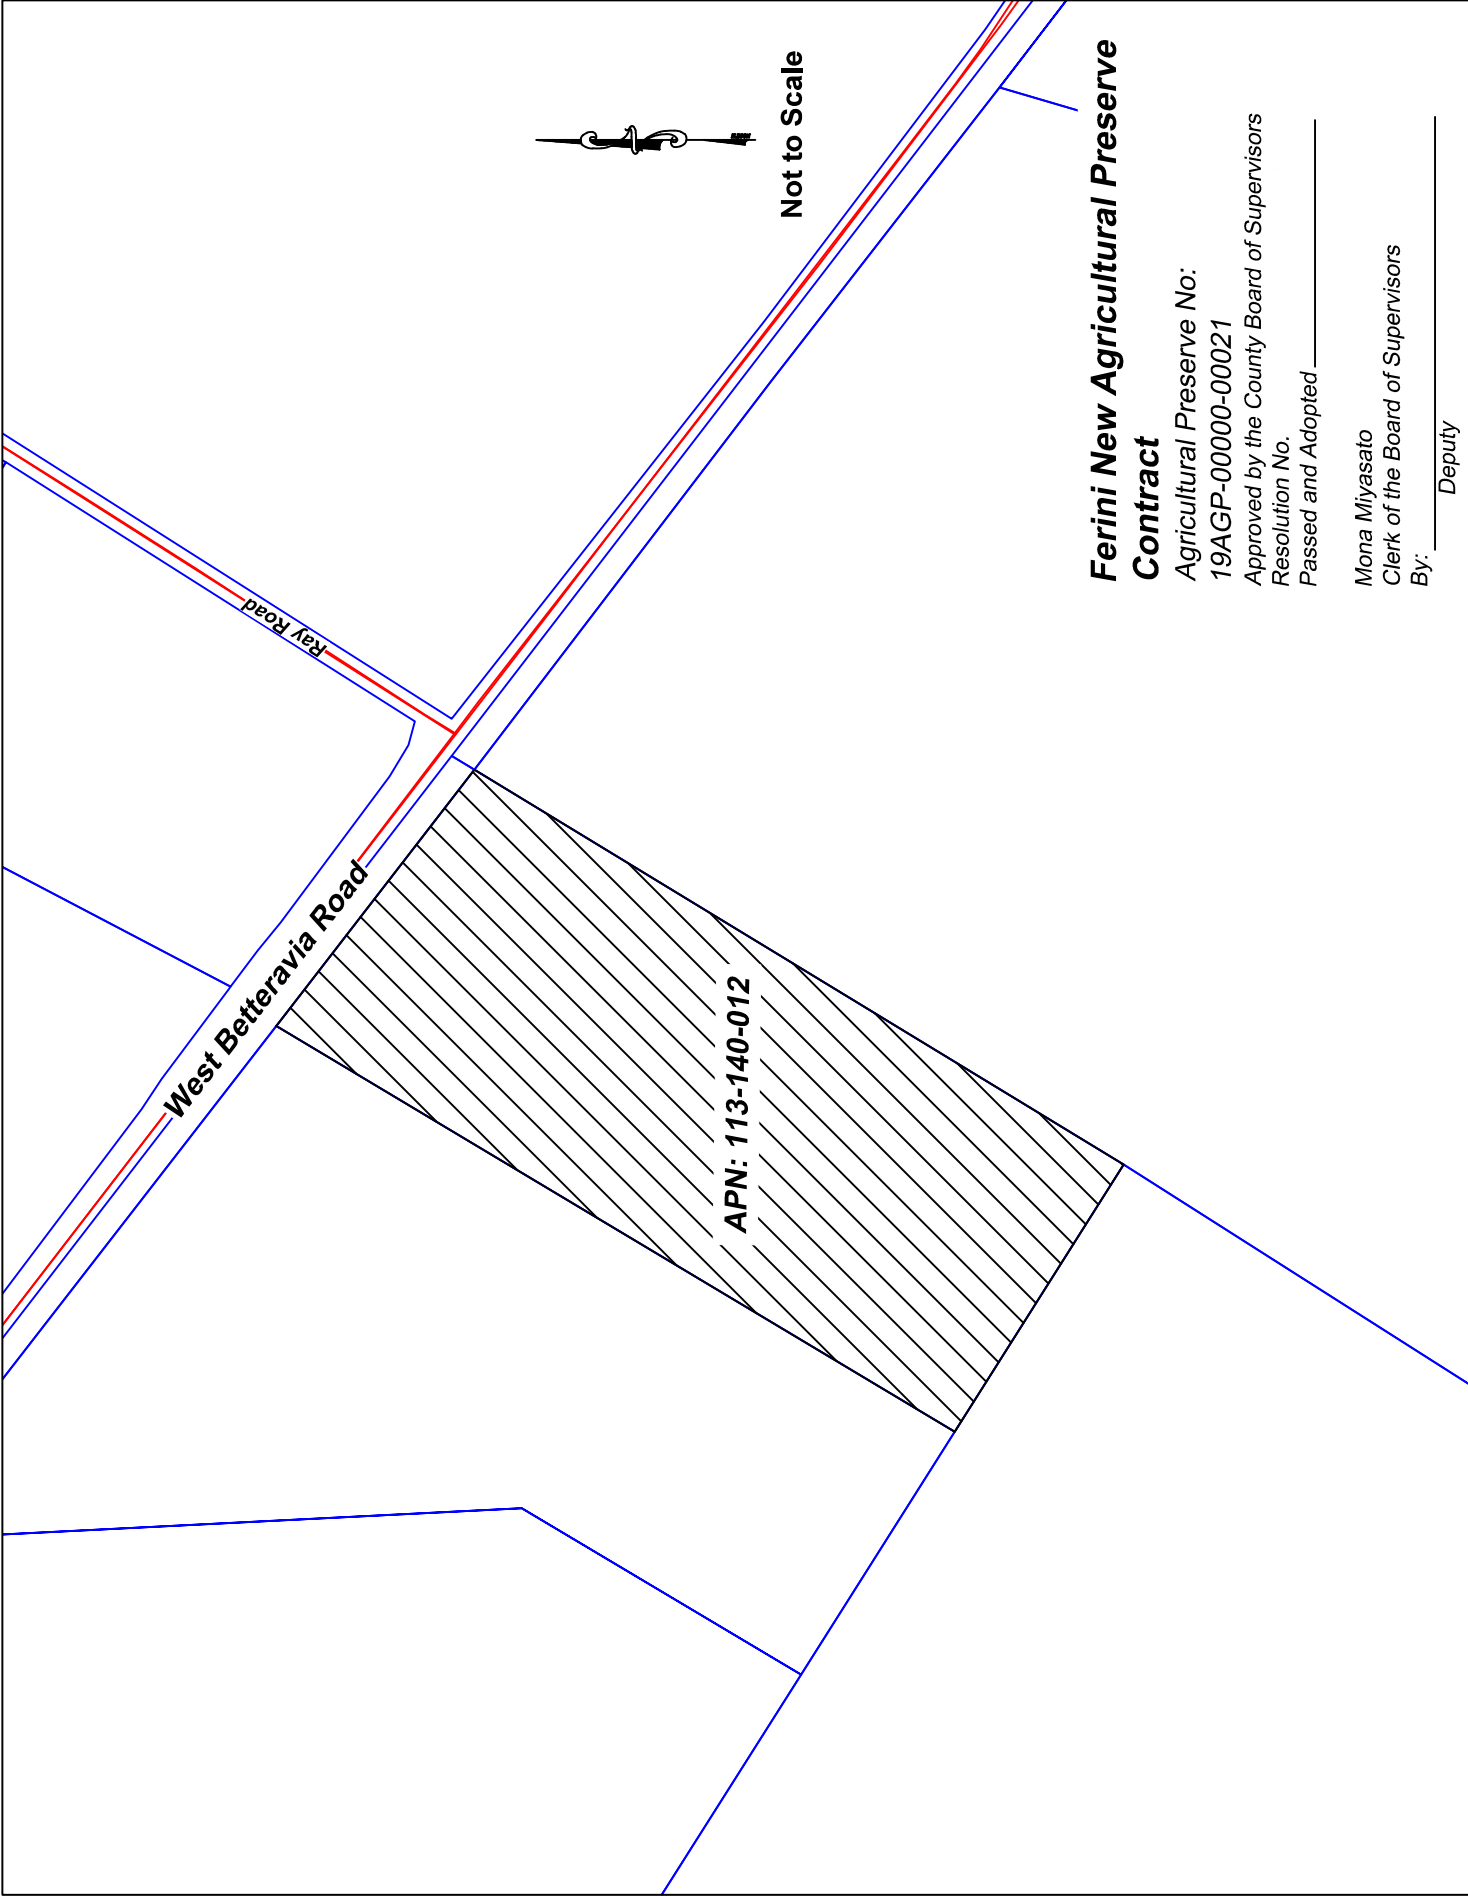 West Betteravia Road
Ray Road
APN: 113-140-012
Not to Scale
Ferini New Agricultural Preserve
Contract
Agricultural Preserve No:
19AGP-00000-00021
Approved by the County Board of Supervisors
Resolution No.
Passed and Adopted
Mona Miyasato
Clerk of the Board of Supervisors
By:
Deputy